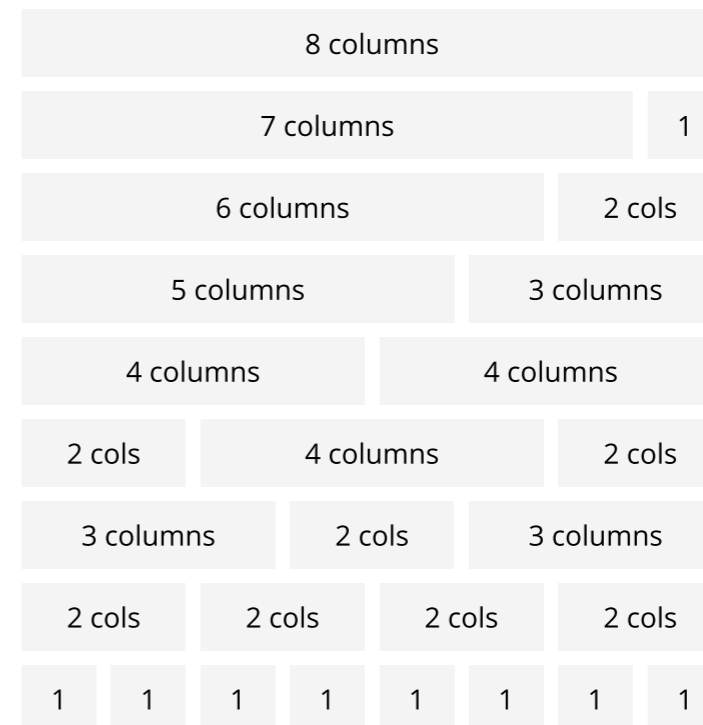 8 columns
7 columns 1
6 columns 2 cols
5 columns 3 columns
4 columns 4 columns
2 cols 4 columns 2 cols
3 columns 2 cols 3 columns
2 cols 2 cols 2 cols 2 cols
1 1 1 1 1 1 1 1